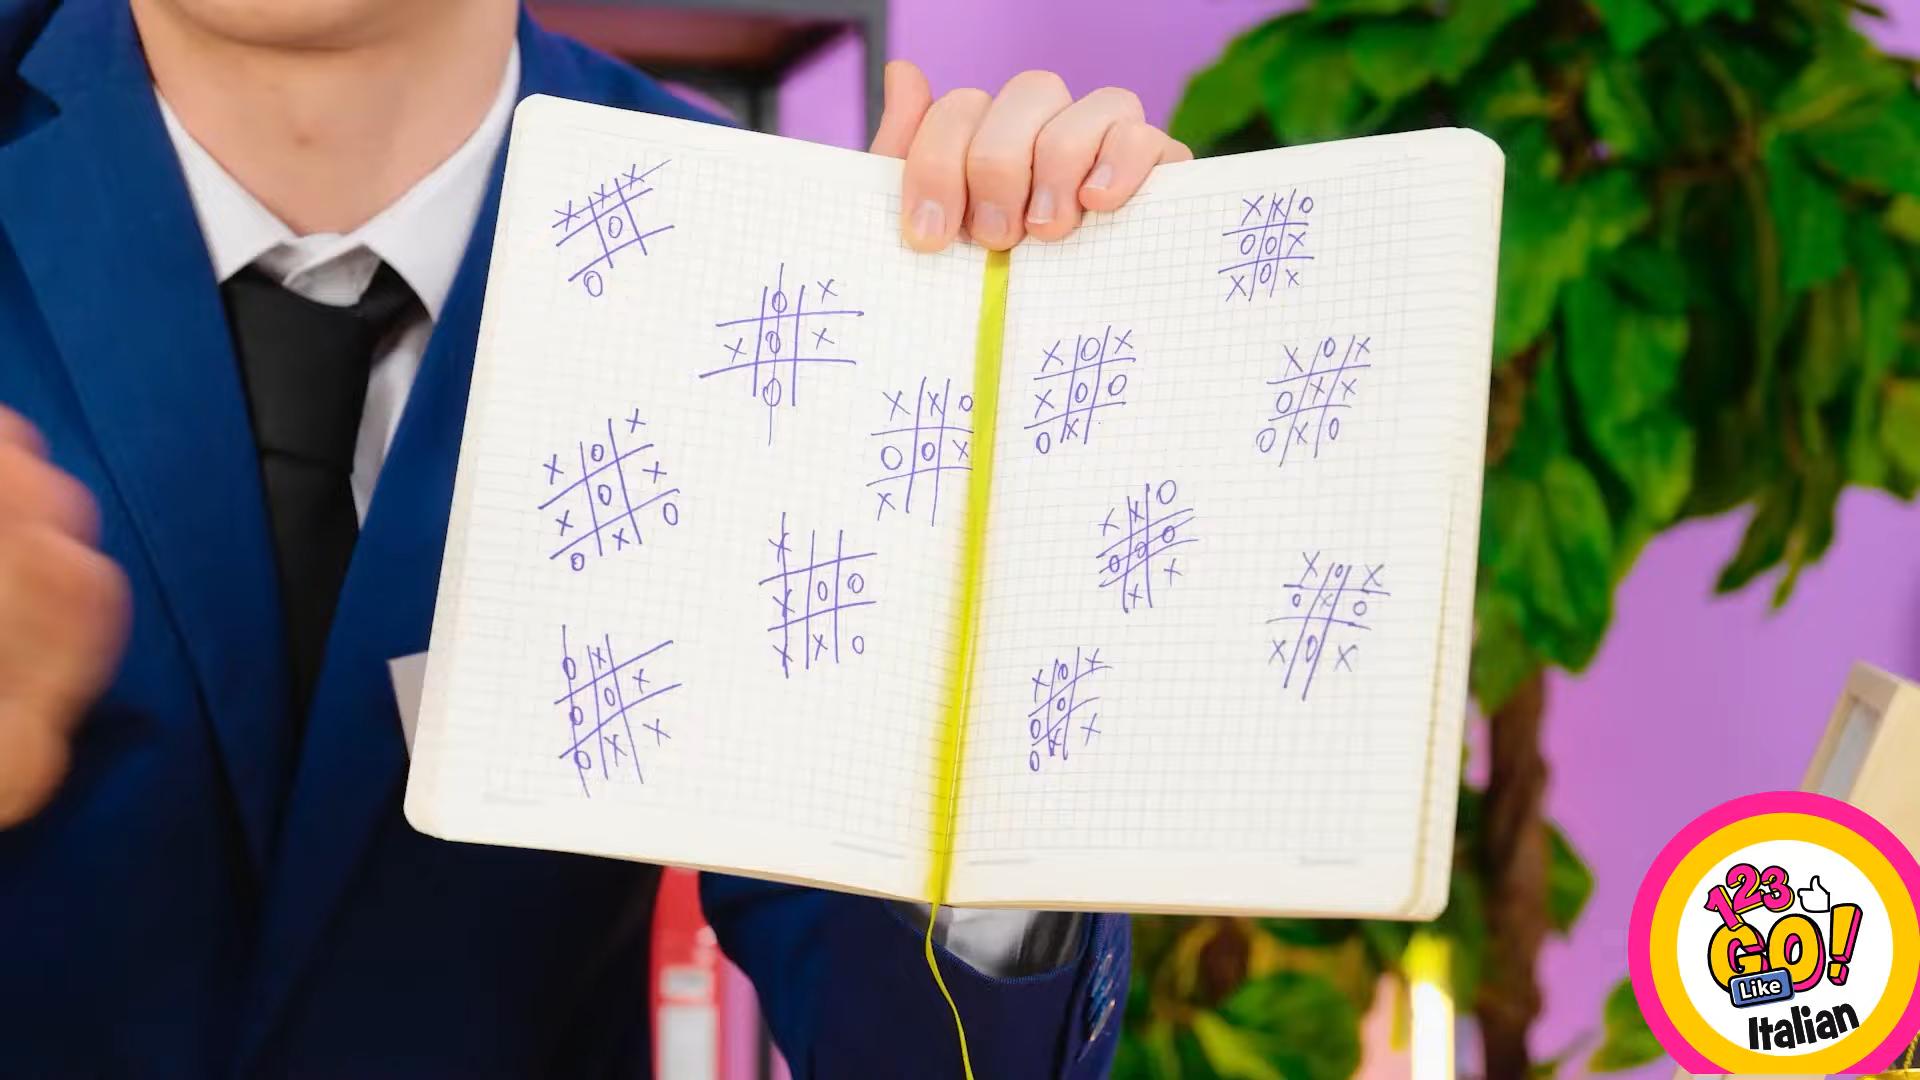 X X X
O
O
O X
X O X
O
X X O
O O X
X
O X
X O X
X O
O X
X
O O
X X O
O X
O O X
O X X
X X O
O O X
X O X
X O X
X O O
O X
X O X
O X X
O X O
X X O
O O O
X X
X O X
O X O
X O X
X O X
O O
O X X
123
GO!
Like
Italian